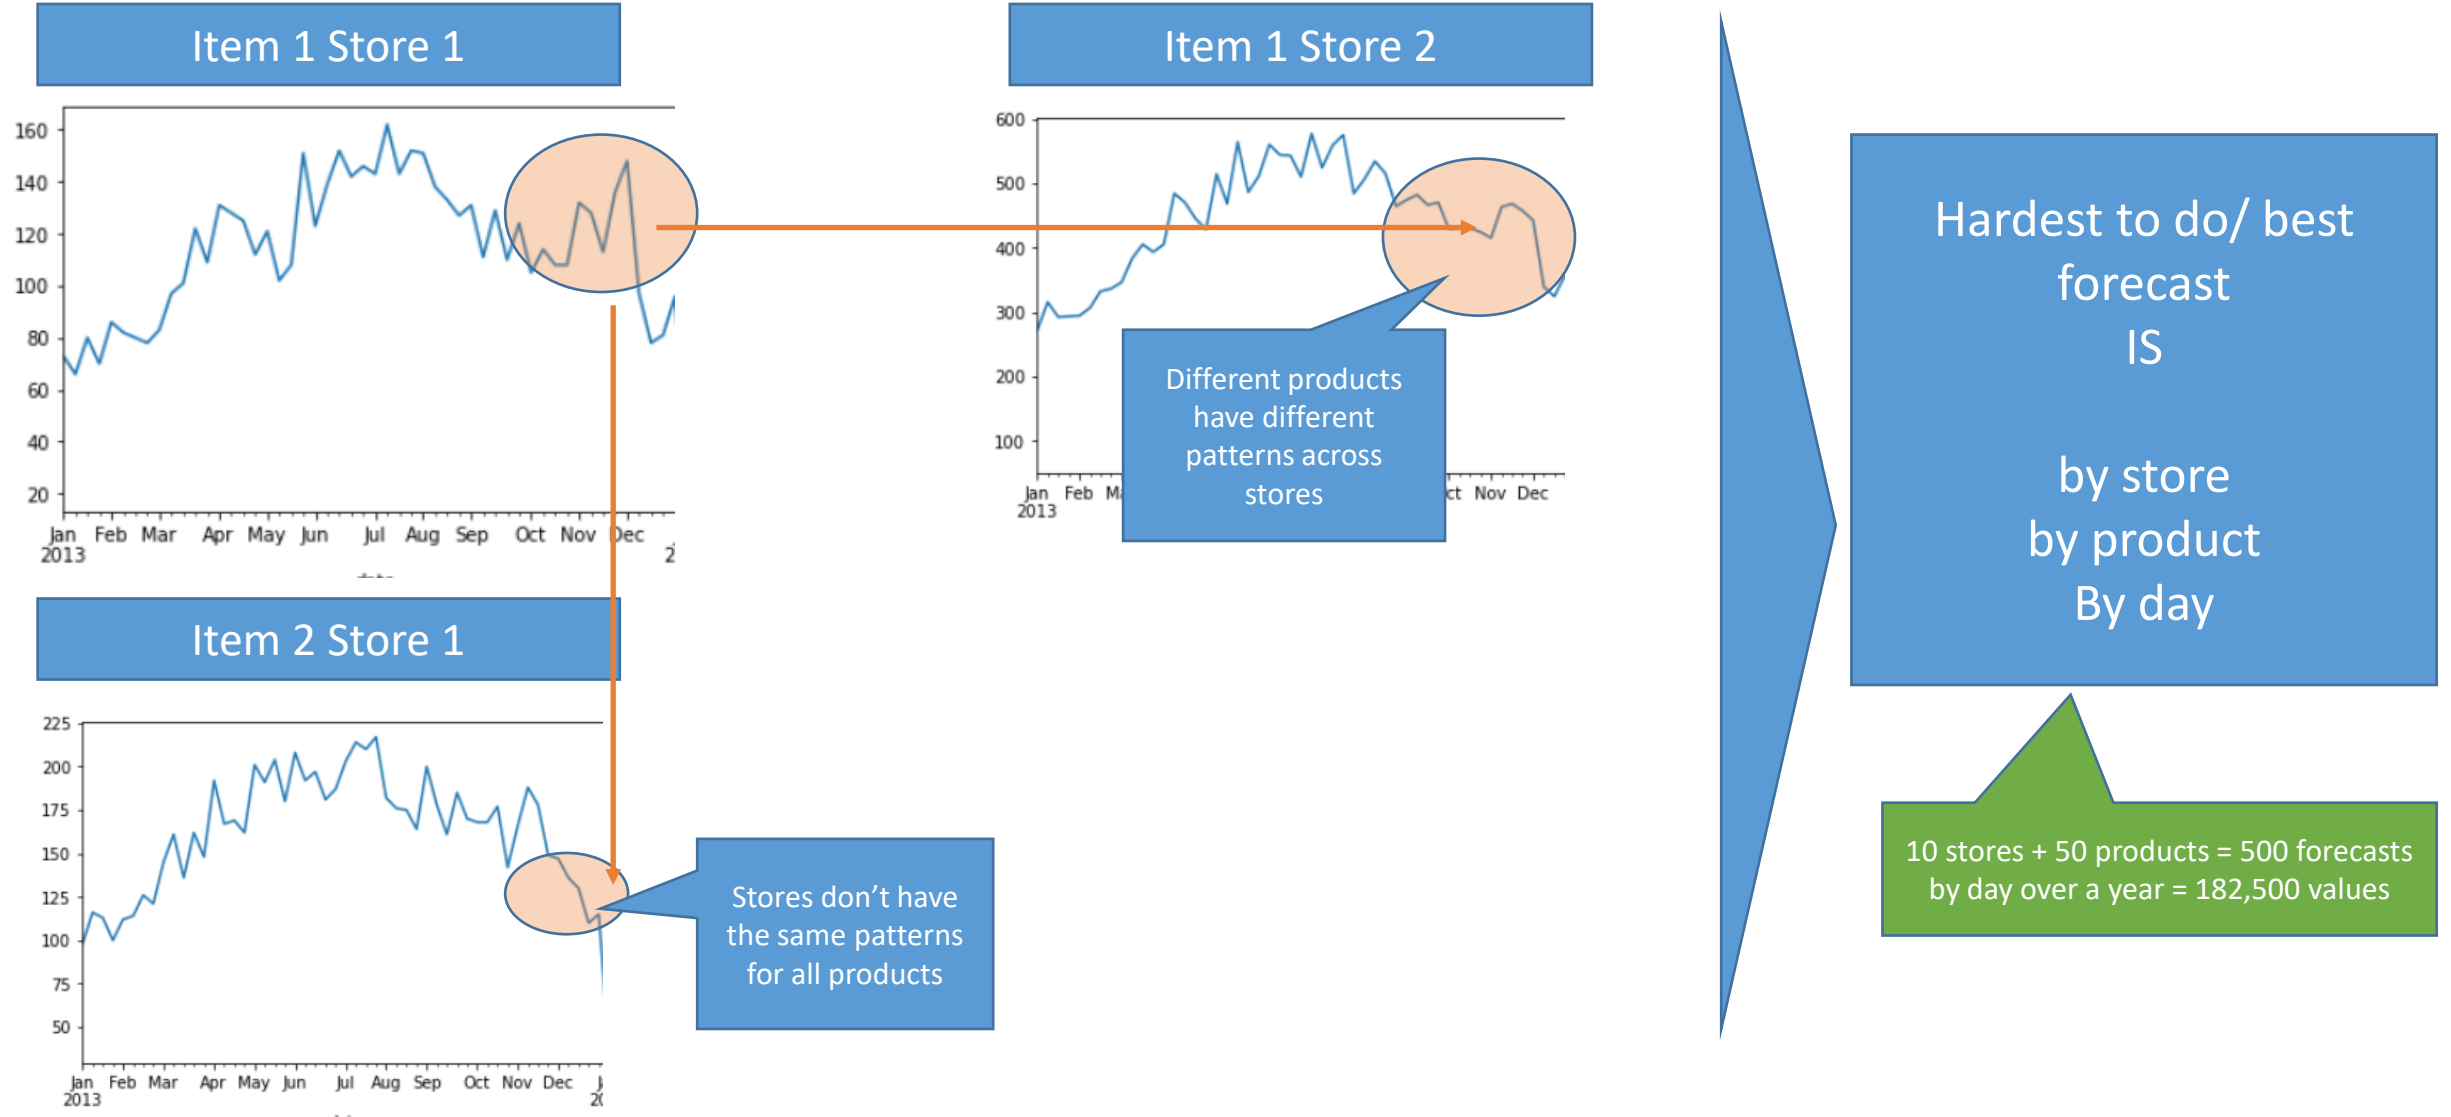 Item 1 Store 1
160
140
120
100
80
60
40
20
Jan Feb Mar Apr May Jun Jul Aug Sep Oct Nov Dec
2013 2
Item 1 Store 2
600
500
400
300
200
100
Jan Feb Nov Dec
2013
Different products
have different
patterns across
stores
Item 2 Store 1
225
200
175
150
125
100
75
50
Jan Feb Mar Apr May Jun Jul Aug Sep Oct Nov Dec
2013
Stores don’t have
the same patterns
for all products
Hardest to do/ best
forecast
IS
by store
by product
By day
10 stores + 50 products = 500 forecasts
by day over a year = 182,500 values